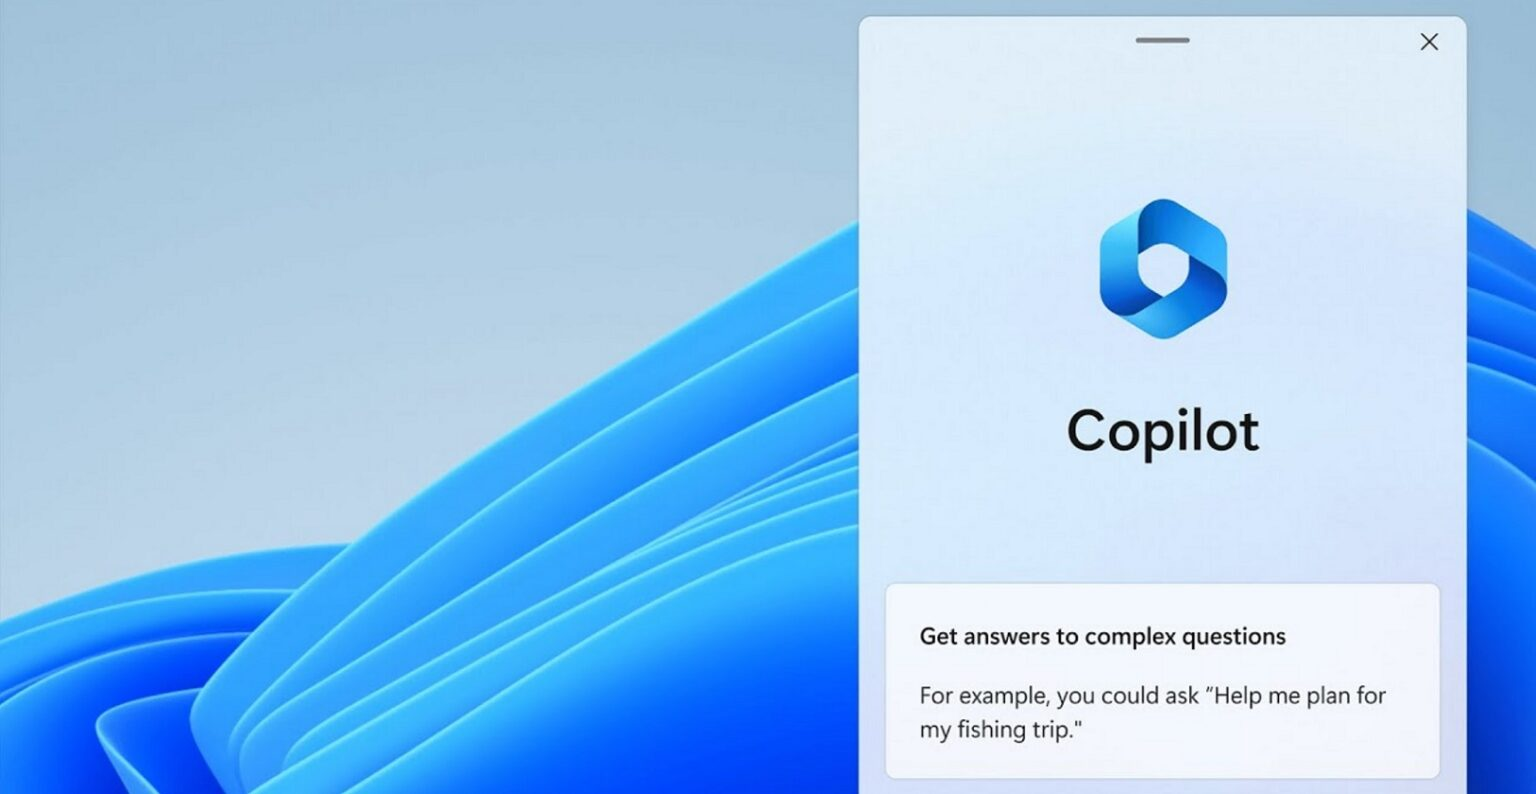 Copilot
Get answers to complex questions
For example, you could ask “Help me plan for
my fishing trip."